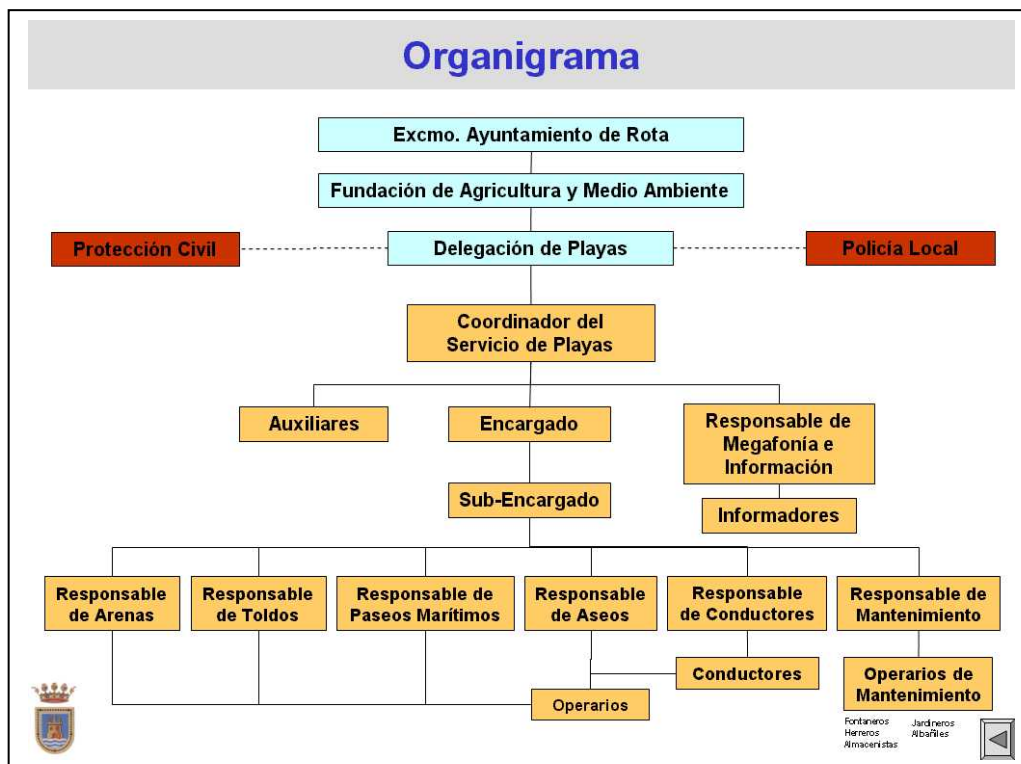 Organigrama
Excmo. Ayuntamiento de Rota
Fundación de Agricultura y Medio Ambiente
Protección Civil
Delegación de Playas
Policía Local
Coordinador del
Servicio de Playas
Auxiliares
Encargado
Responsable de
Megafonía e
Información
Sub-Encargado
Informadores
Responsable
de Arenas
Responsable
de Toldos
Responsable de
Paseos Marítimos
Responsable
de Aseos
Responsable
de Conductores
Responsable de
Mantenimiento
Conductores
Operarios de
Mantenimiento
Operarios
Fontaneros
Herreros
Almacenistas
Jardineros
Albañiles